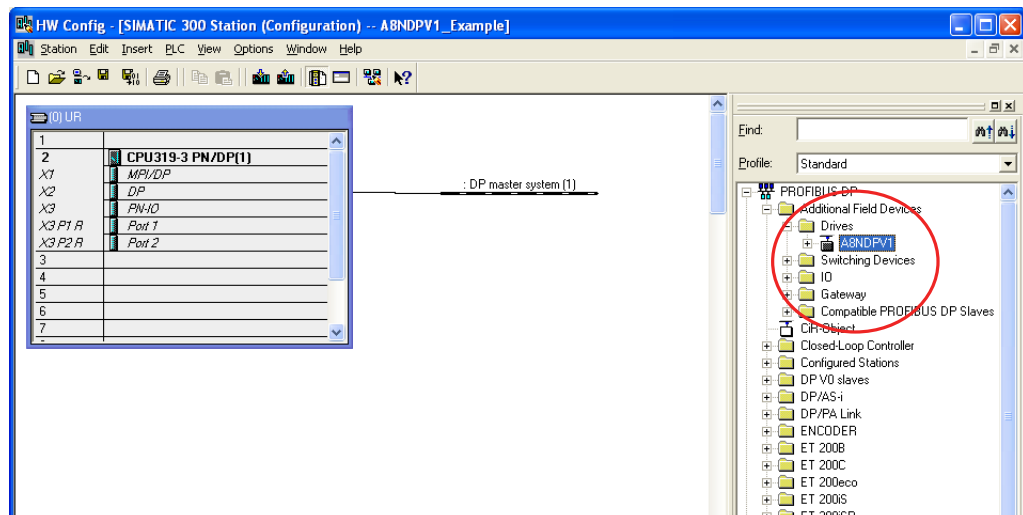 HW Config - [SIMATIC 300 Station (Configuration) -- A8NDPV1_Example]
Station Edit Insert PLC View Options Window Help
(0) UR
1
2 CPU319-3 PN/DP(1)
X1 MPI/DP
X2 DP
X3 PN-IO
X3 P1 R Port 1
X3 P2 R Port 2
3
4
5
6
7
: DP master system (1)
Find:
Profile: Standard
PROFIBUS DP
Additional Field Devices
Drives
A8NDPV1
Switching Devices
IO
Gateway
Compatible PROFIBUS DP Slaves
CiR-Object
Closed-Loop Controller
Configured Stations
DP V0 slaves
DP/AS-i
DP/PA Link
ENCODER
ET 200B
ET 200C
ET 200eco
ET 200iS
ET 200iSP